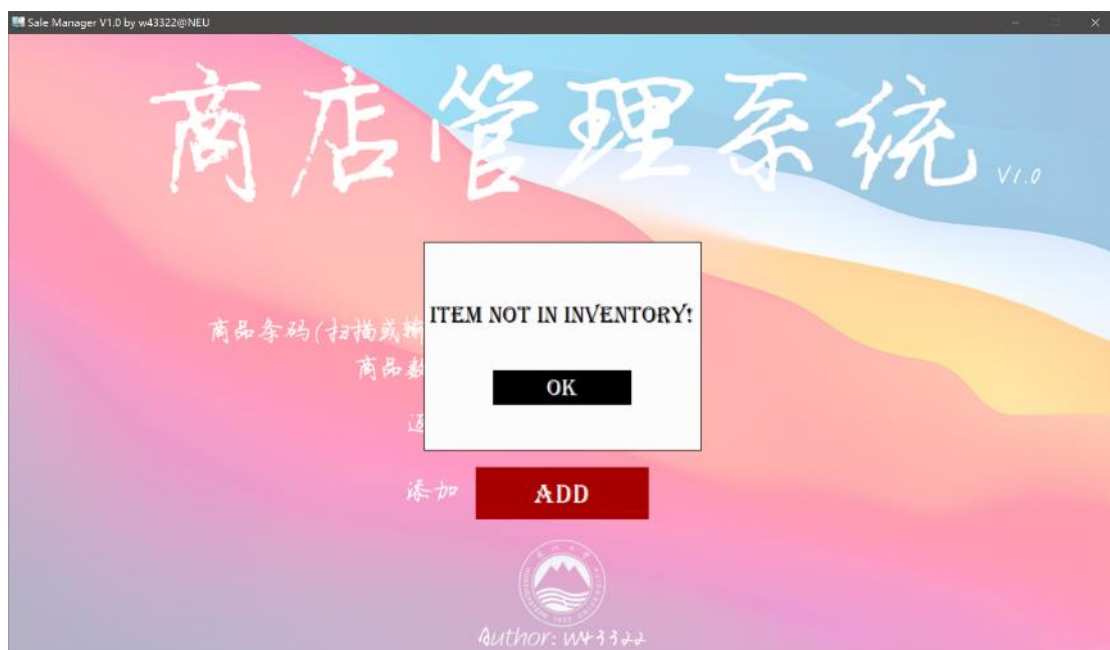 Sale Manager V1.0 by w43322@NEU
商店管理系统 V1.0
ITEM NOT IN INVENTORY!
商品条码(扫描或输
商品数
OK
添加 ADD
Author: w43322